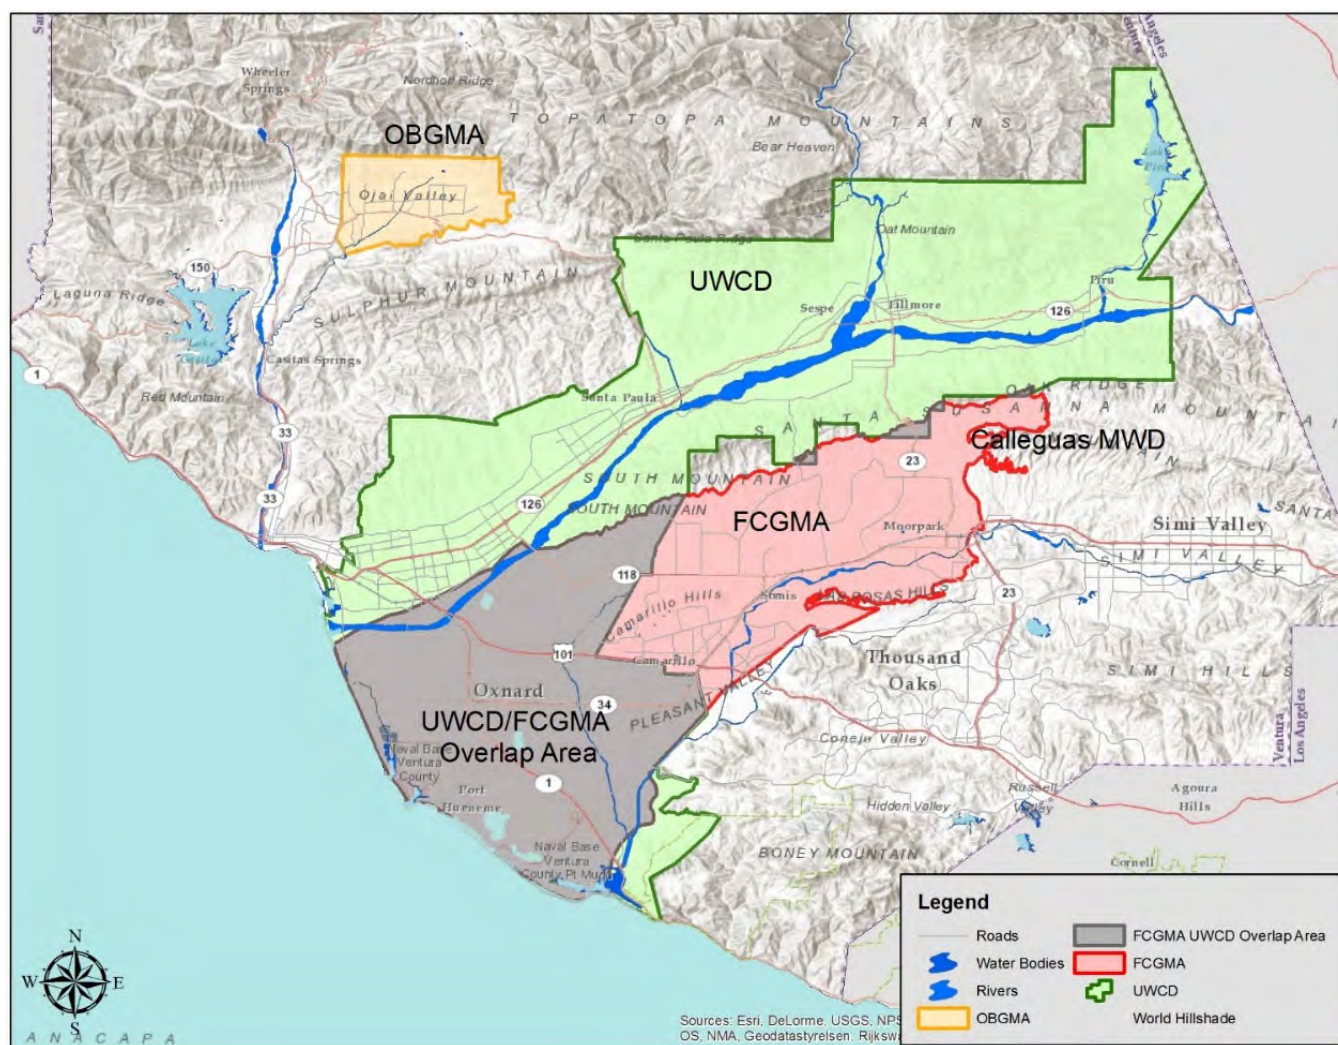 Wheeler
Springs
Nordhoff Ridge
TOPATOPA MOUNTAINS
Bear Heaven
OBGMA
Ojai Valley
Lake
Piru
Santa Paula Ridge
Oat Mountain
UWCD
150
Laguna Ridge
SULPHUR MOUNTAIN
Sespe
Fillmore
Piru
126
Lake
Casitas
Casitas Springs
1
Red Mountain
Santa Paula
OAK RIDGE
SANTA SUSANNA MOUNTAI
Calleguas MWD
33
23
SOUTH MOUNTAIN
33
126
SOUTH MOUNTAIN
FCGMA
Moorpark
Simi Valley
SANTA
SIMI VALLEY
118
Somis
LAS POSAS HILLS
23
Camarillo Hills
101
Camarillo
Thousand
Oaks
SIMI HILLS
Oxnard
34
PLEASANT VALLEY
UWCD/FCGMA
Overlap Area
Conejo Valley
Ventura
Los Angeles
Naval Base
Ventura
County
Port
Hueneme
1
Hidden Valley
Russell
Valley
Agoura
Hills
Naval Base
Ventura
County Pt Mugu
BONEY MOUNTAIN
Cornell
Legend
Roads
Water Bodies
Rivers
OBGMA
FCGMA UWCD Overlap Area
FCGMA
UWCD
World Hillshade
N
W E
S
ANACAPA
Sources: Esri, DeLorme, USGS, NPS
OS, NMA, Geodatastyrelsen, Rijkswa